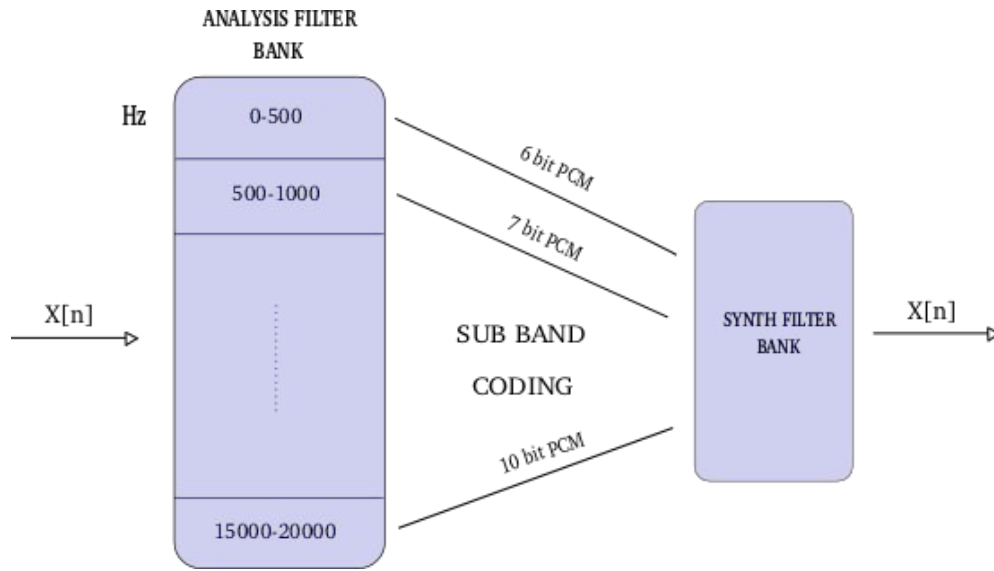 ANALYSIS FILTER
BANK
Hz
0-500
6 bit PCM
500-1000
7 bit PCM
X[n]
SUB BAND
CODING
SYNTH FILTER
BANK
X[n]
10 bit PCM
15000-20000